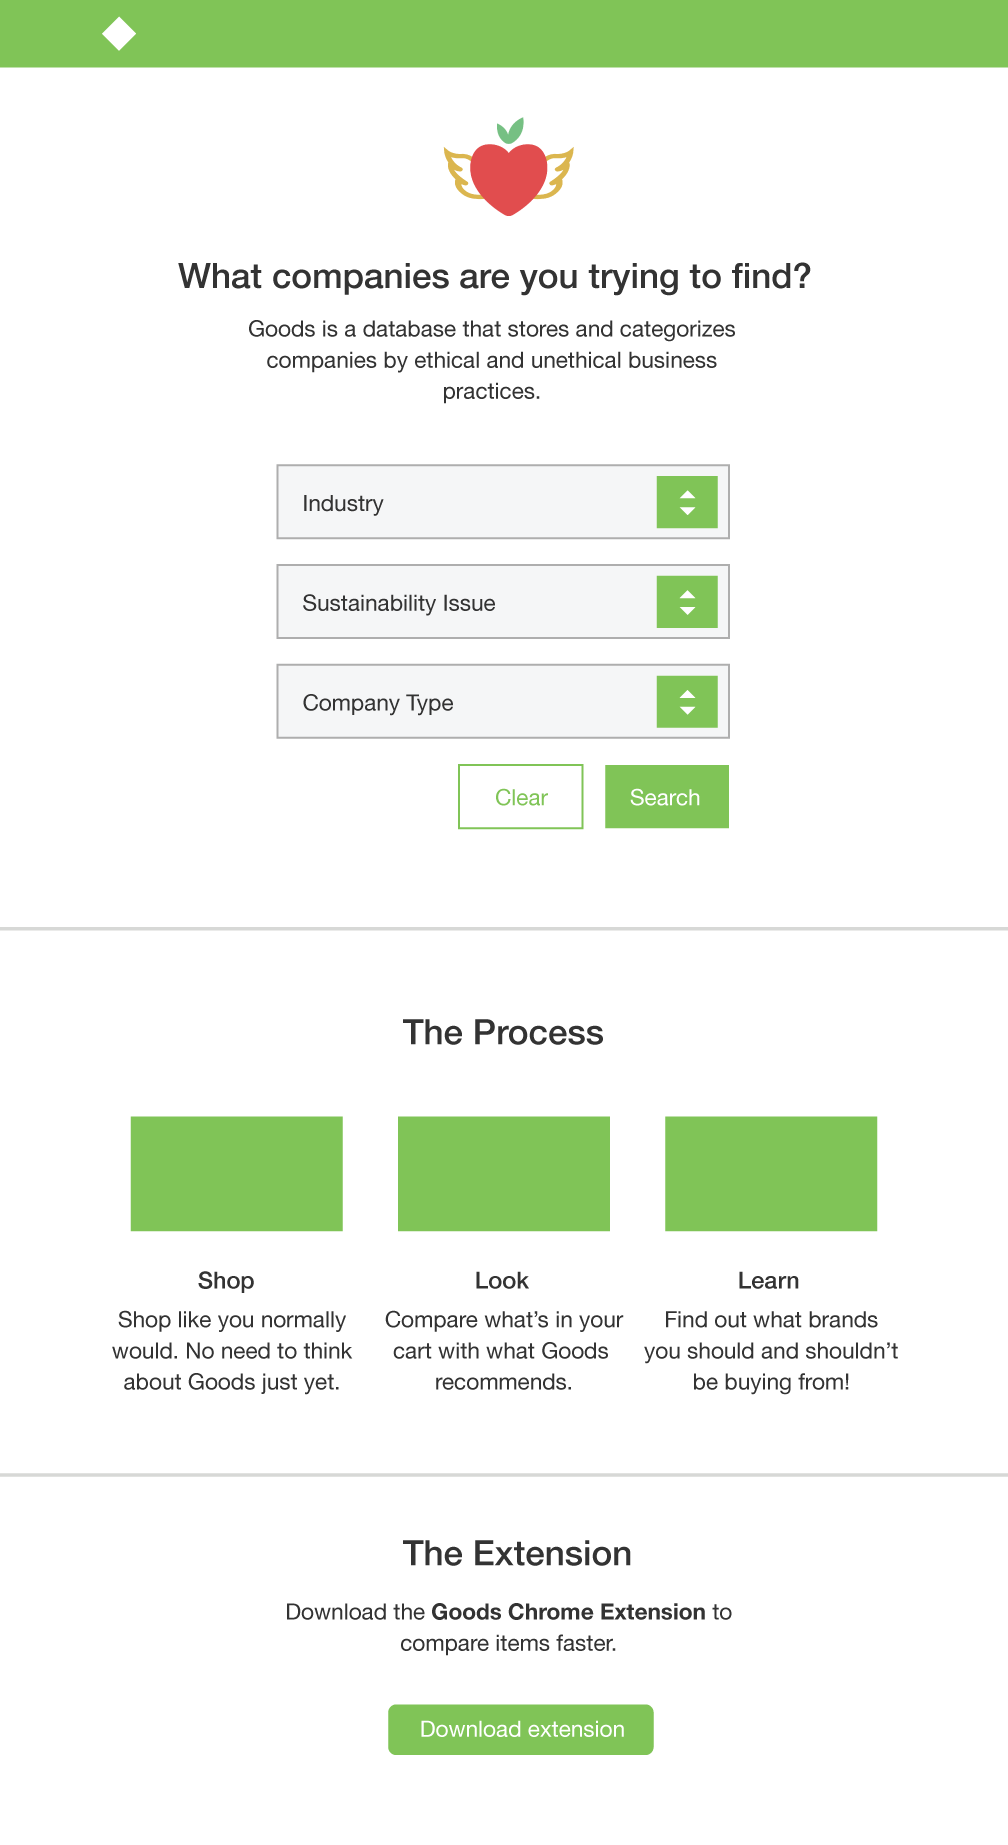 What companies are you trying to find?
Goods is a database that stores and categorizes
companies by ethical and unethical business
practices.
Industry
Sustainability Issue
Company Type
Clear
Search
The Process
Shop
Shop like you normally
would. No need to think
about Goods just yet.
Look
Compare what’s in your
cart with what Goods
recommends.
Learn
Find out what brands
you should and shouldn’t
be buying from!
The Extension
Download the Goods Chrome Extension to
compare items faster.
Download extension